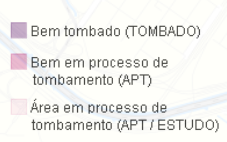 Bem tombado (TOMBADO)
Bem em processo de
tombamento (APT)
Área em processo de
tombamento (APT / ESTUDO)